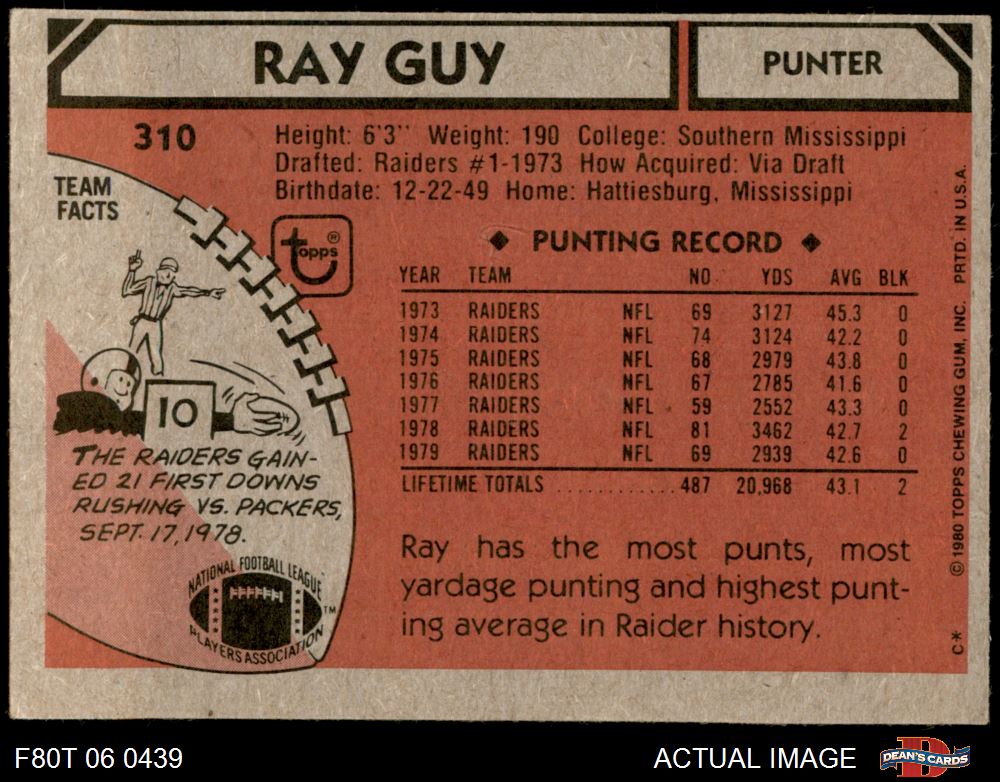 RAY GUY
PUNTER
310
Height: 6'3'' Weight: 190 College: Southern Mississippi
Drafted: Raiders #1-1973 How Acquired: Via Draft
Birthdate: 12-22-49 Home: Hattiesburg, Mississippi
TEAM
FACTS
topps®
◆ PUNTING RECORD ◆
YEAR TEAM NO. YDS AVG BLK
1973 RAIDERS NFL 69 3127 45.3 0
1974 RAIDERS NFL 74 3124 42.2 0
1975 RAIDERS NFL 68 2979 43.8 0
1976 RAIDERS NFL 67 2785 41.6 0
1977 RAIDERS NFL 59 2552 43.3 0
1978 RAIDERS NFL 81 3462 42.7 2
1979 RAIDERS NFL 69 2939 42.6 0
LIFETIME TOTALS ............ 487 20,968 43.1 2
10
THE RAIDERS GAIN-
ED 21 FIRST DOWNS
RUSHING VS. PACKERS,
SEPT. 17, 1978.
NATIONAL FOOTBALL LEAGUE
PLAYERS ASSOCIATION
TM
Ray has the most punts, most
yardage punting and highest punt-
ing average in Raider history.
C* © 1980 TOPPS CHEWING GUM, INC. PRTD. IN U.S.A.
F80T 06 0439
ACTUAL IMAGE
DEAN'S CARDS